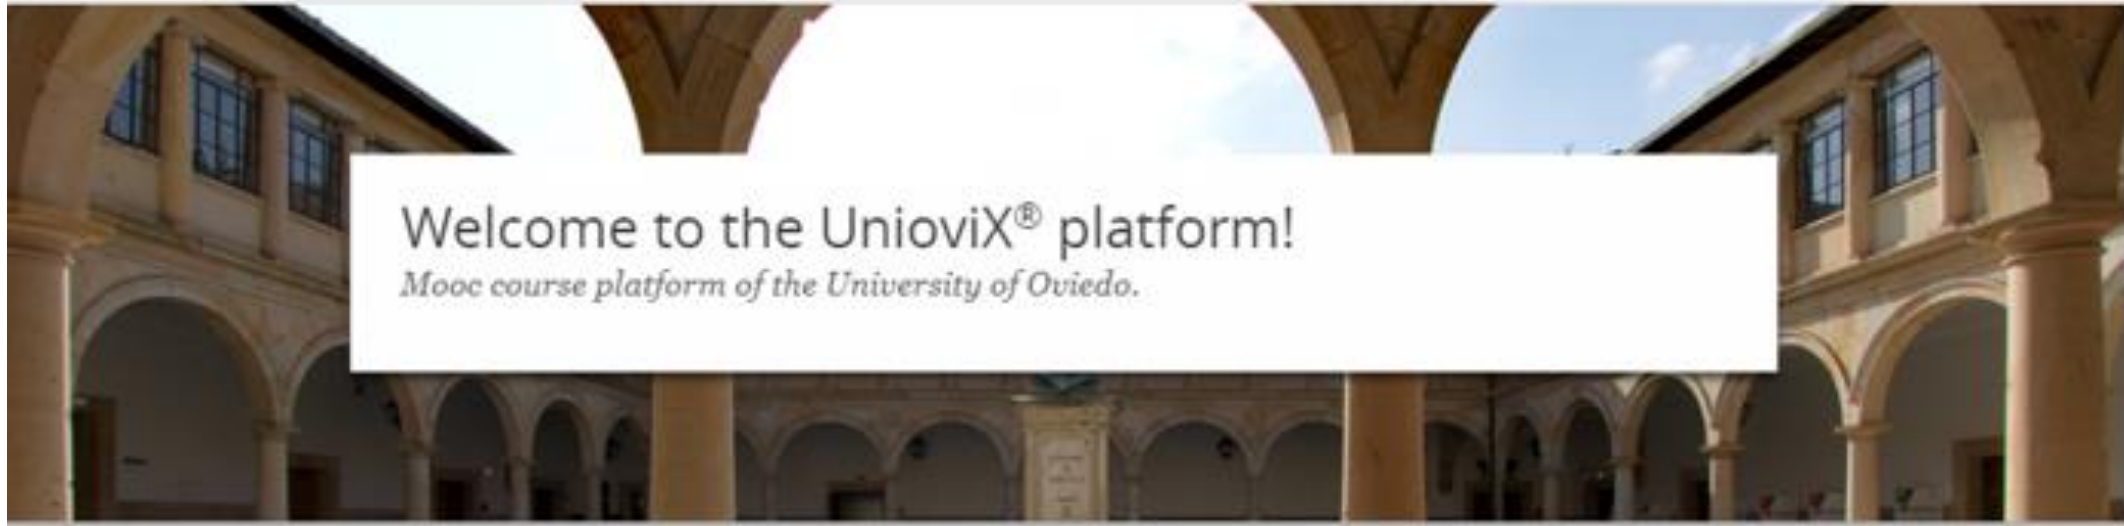 Welcome to the UnioviX® platform!
Mooc course platform of the University of Oviedo.